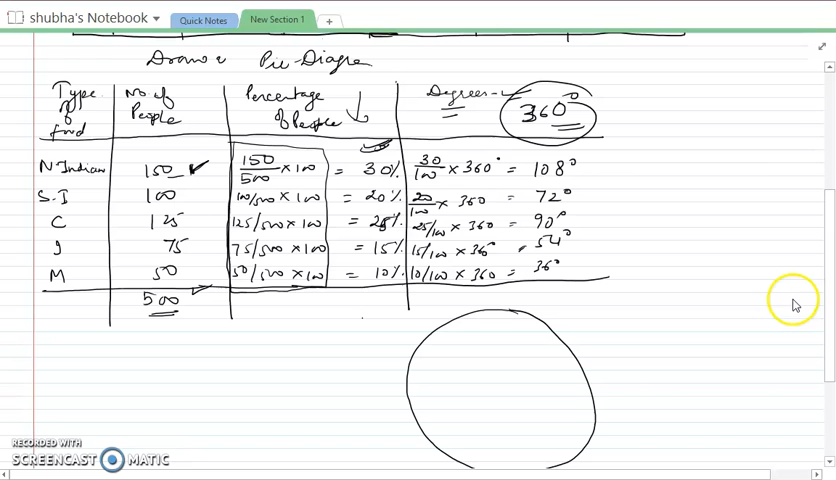 shubha's Notebook
Quick Notes
New Section 1
+
Draw a Pie-Diagram
Type of food
No. of People
Percentage of People
Degrees
360°
N. Indian 150 150/500 x 100 = 30% 30/100 x 360° = 108°
S. I 100 100/500 x 100 = 20% 20/100 x 360 = 72°
C 125 125/500 x 100 = 25% 25/100 x 360 = 90°
I 75 75/500 x 100 = 15% 15/100 x 360° = 54°
M 50 50/500 x 100 = 10% 10/100 x 360 = 36°
500
RECORDED WITH
SCREENCAST MATIC